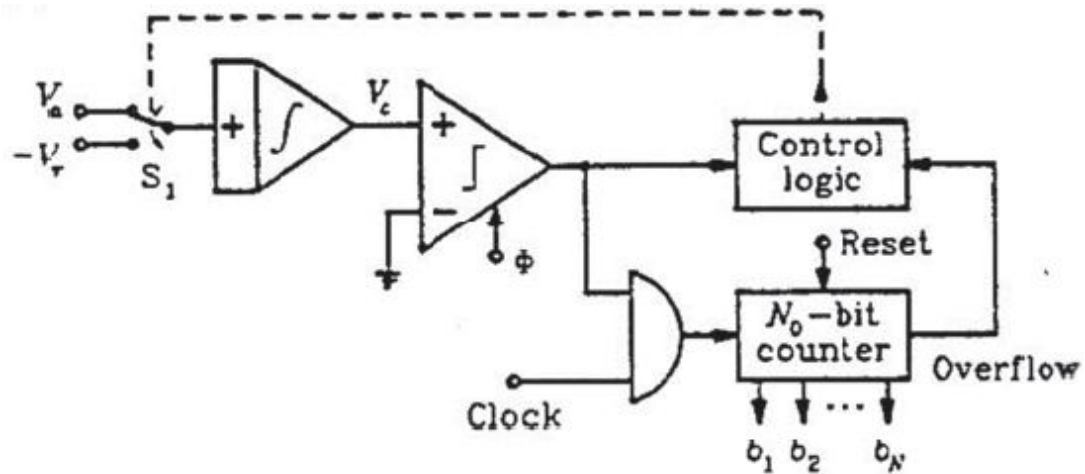 V_a
-V_r
S_1
+
∫
V_c
+
−
Φ
Control
logic
Reset
N_0-bit
counter
Overflow
Clock
b_1 b_2 ... b_N